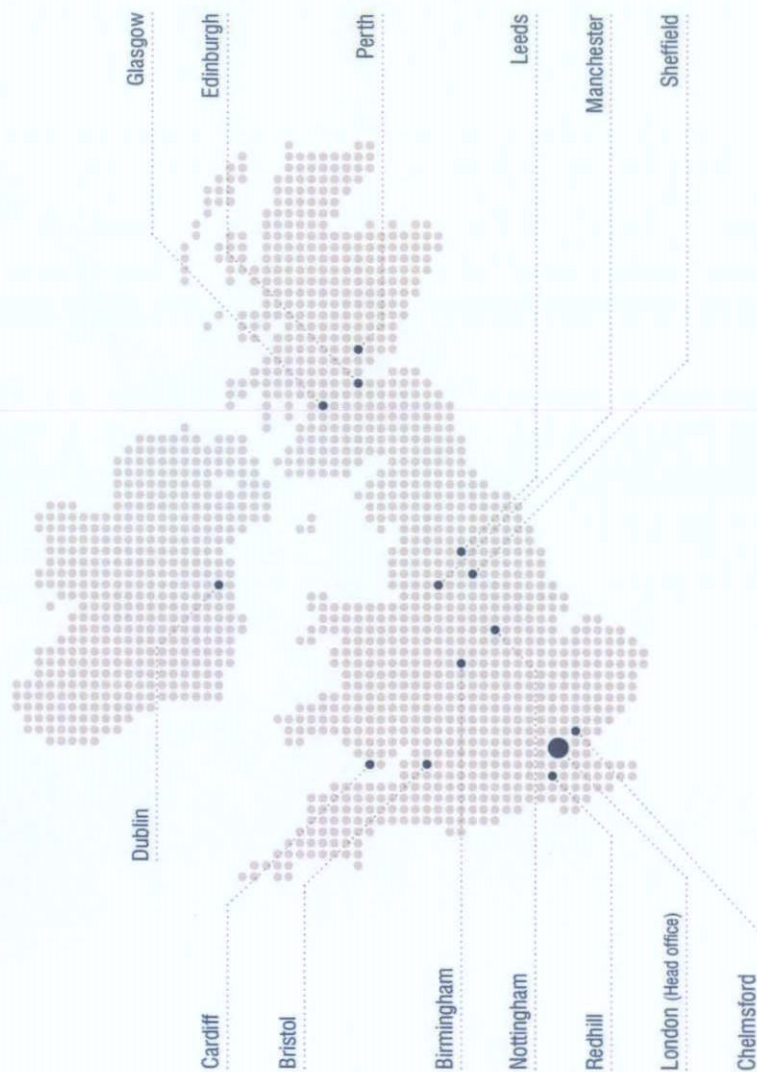 Glasgow
Edinburgh
Perth
Leeds
Manchester
Sheffield
Dublin
Cardiff
Bristol
Birmingham
Nottingham
Redhill
London (Head office)
Chelmsford